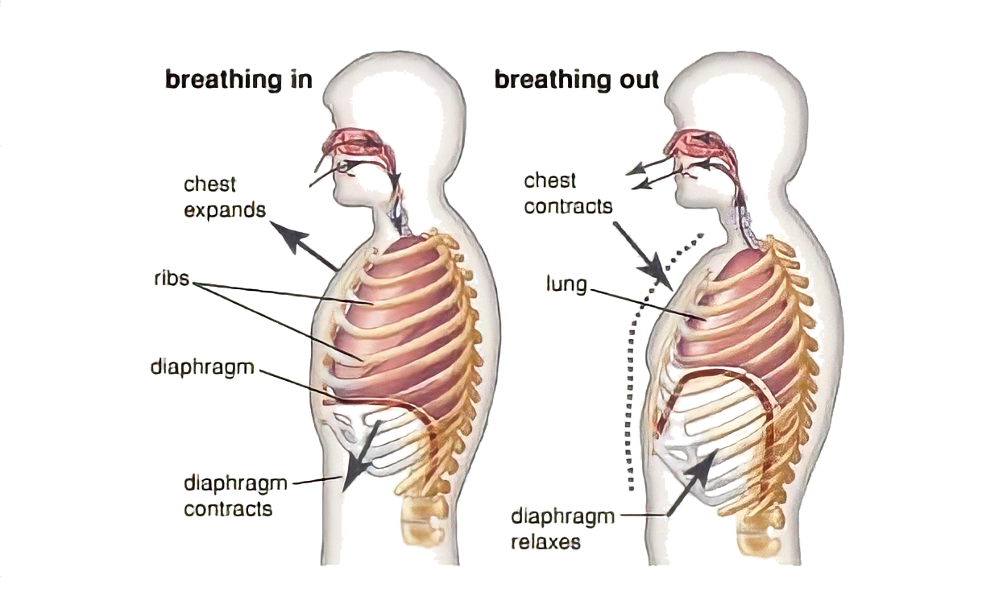 breathing in
chest
expands
ribs
diaphragm
diaphragm
contracts
breathing out
chest
contracts
lung
diaphragm
relaxes